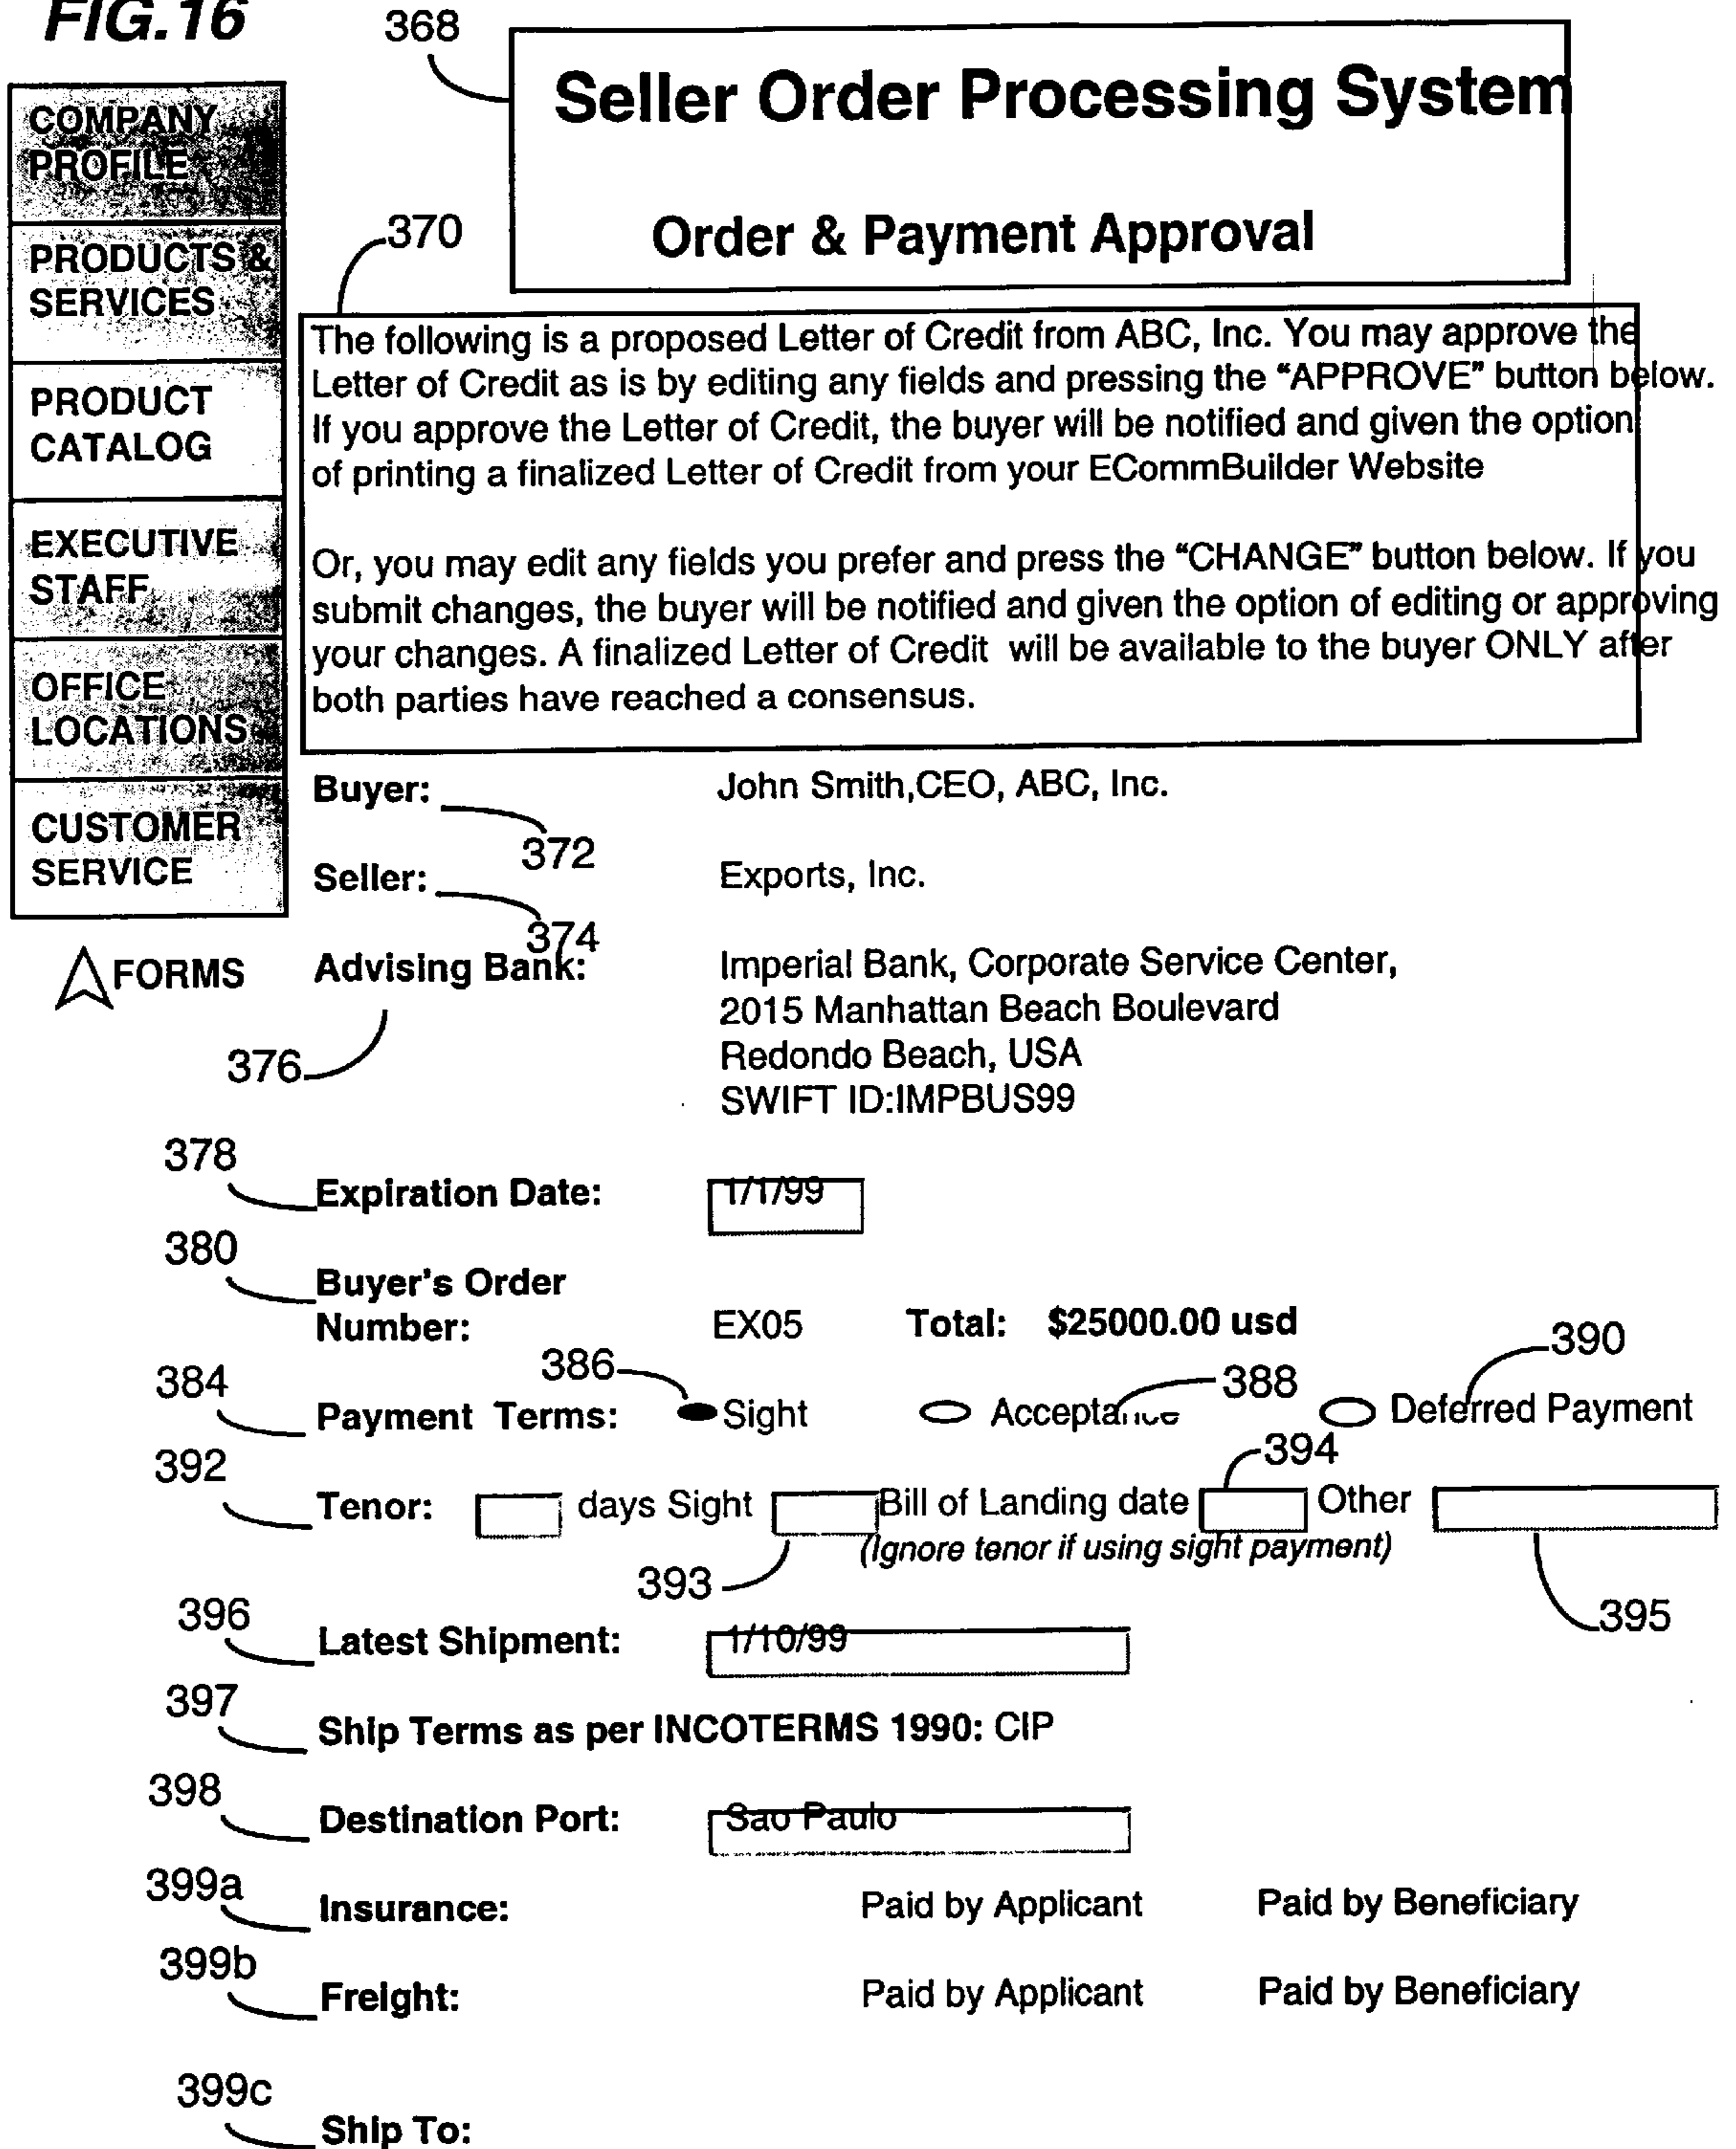 FIG.16
368
Seller Order Processing System
Order & Payment Approval
COMPANY
PROFILE
PRODUCTS &
SERVICES
PRODUCT
CATALOG
EXECUTIVE
STAFF
OFFICE
LOCATIONS
CUSTOMER
SERVICE
FORMS
370
The following is a proposed Letter of Credit from ABC, Inc. You may approve the
Letter of Credit as is by editing any fields and pressing the “APPROVE” button below.
If you approve the Letter of Credit, the buyer will be notified and given the option
of printing a finalized Letter of Credit from your ECommBuilder Website
Or, you may edit any fields you prefer and press the “CHANGE” button below. If you
submit changes, the buyer will be notified and given the option of editing or approving
your changes. A finalized Letter of Credit will be available to the buyer ONLY after
both parties have reached a consensus.
Buyer: John Smith,CEO, ABC, Inc.
372
Seller: Exports, Inc.
374
Advising Bank: Imperial Bank, Corporate Service Center,
2015 Manhattan Beach Boulevard
376 Redondo Beach, USA
SWIFT ID:IMPBUS99
378
Expiration Date: 1/1/99
380
Buyer's Order
Number: EX05 Total: $25000.00 usd
384 386 388 390
Payment Terms: Sight Acceptance Deferred Payment
392 394
Tenor: days Sight Bill of Landing date Other
(Ignore tenor if using sight payment)
393 395
396
Latest Shipment: 1/10/99
397
Ship Terms as per INCOTERMS 1990: CIP
398
Destination Port: Sao Paulo
399a
Insurance: Paid by Applicant Paid by Beneficiary
399b
Freight: Paid by Applicant Paid by Beneficiary
399c
Ship To: